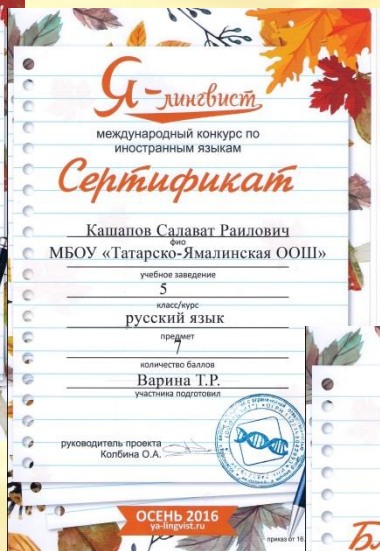 Я-лингвист
международный конкурс по
иностранным языкам
Сертификат
Кашапов Салават Раилович
фио
МБОУ «Татарско-Ямалинская ООШ»
учебное заведение
5
класс/курс
русский язык
предмет
7
количество баллов
Варина Т.Р.
участника подготовил
руководитель проекта
Колбина О.А.
ОСЕНЬ 2016
ya-lingvist.ru
приказ от 16.